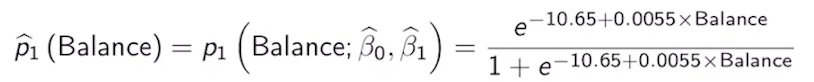 p̂₁ (Balance) = p₁ (Balance; β̂₀, β̂₁) = e^(−10.65+0.0055×Balance) / (1 + e^(−10.65+0.0055×Balance))